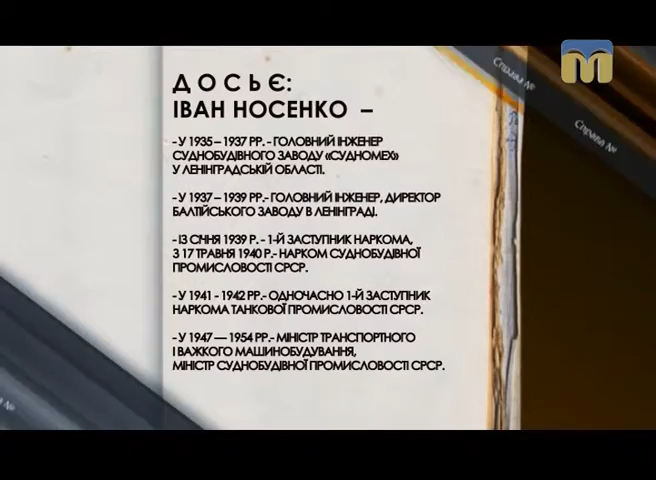 ДОСЬЄ:
ІВАН НОСЕНКО –
- У 1935 – 1937 РР. - ГОЛОВНИЙ ІНЖЕНЕР
СУДНОБУДІВНОГО ЗАВОДУ «СУДНОМЕХ»
У ЛЕНІНГРАДСЬКІЙ ОБЛАСТІ.
- У 1937 – 1939 РР.- ГОЛОВНИЙ ІНЖЕНЕР, ДИРЕКТОР
БАЛТІЙСЬКОГО ЗАВОДУ В ЛЕНІНГРАДІ.
- ІЗ СІЧНЯ 1939 Р. - 1-Й ЗАСТУПНИК НАРКОМА,
З 17 ТРАВНЯ 1940 Р.- НАРКОМ СУДНОБУДІВНОЇ
ПРОМИСЛОВОСТІ СРСР.
- У 1941 - 1942 РР.- ОДНОЧАСНО 1-Й ЗАСТУПНИК
НАРКОМА ТАНКОВОЇ ПРОМИСЛОВОСТІ СРСР.
- У 1947 — 1954 РР.- МІНІСТР ТРАНСПОРТНОГО
І ВАЖКОГО МАШИНОБУДУВАННЯ,
МІНІСТР СУДНОБУДІВНОЇ ПРОМИСЛОВОСТІ СРСР.
Справа №
Справа №
М